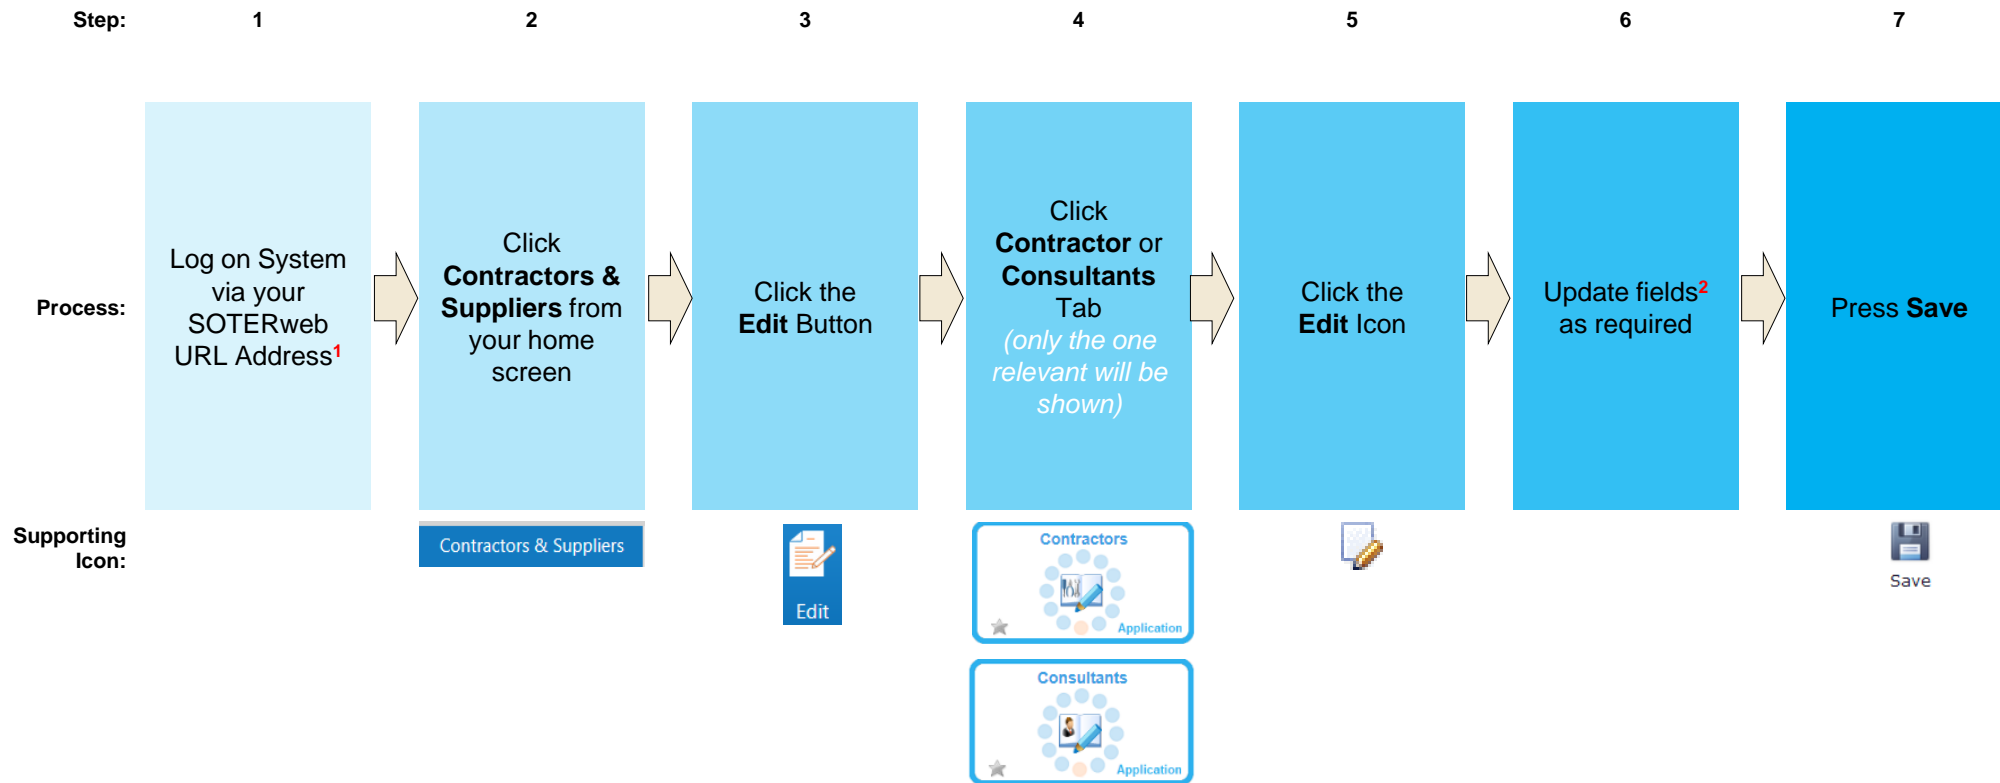 Step:
1
2
3
4
5
6
7
Process:
Log on System
via your
SOTERweb
URL Address1
Click
Contractors &
Suppliers from
your home
screen
Click the
Edit Button
Click
Contractor or
Consultants
Tab
(only the one
relevant will be
shown)
Click the
Edit Icon
Update fields2
as required
Press Save
Supporting
Icon:
Contractors & Suppliers
Edit
Contractors
Application
Consultants
Application
Save